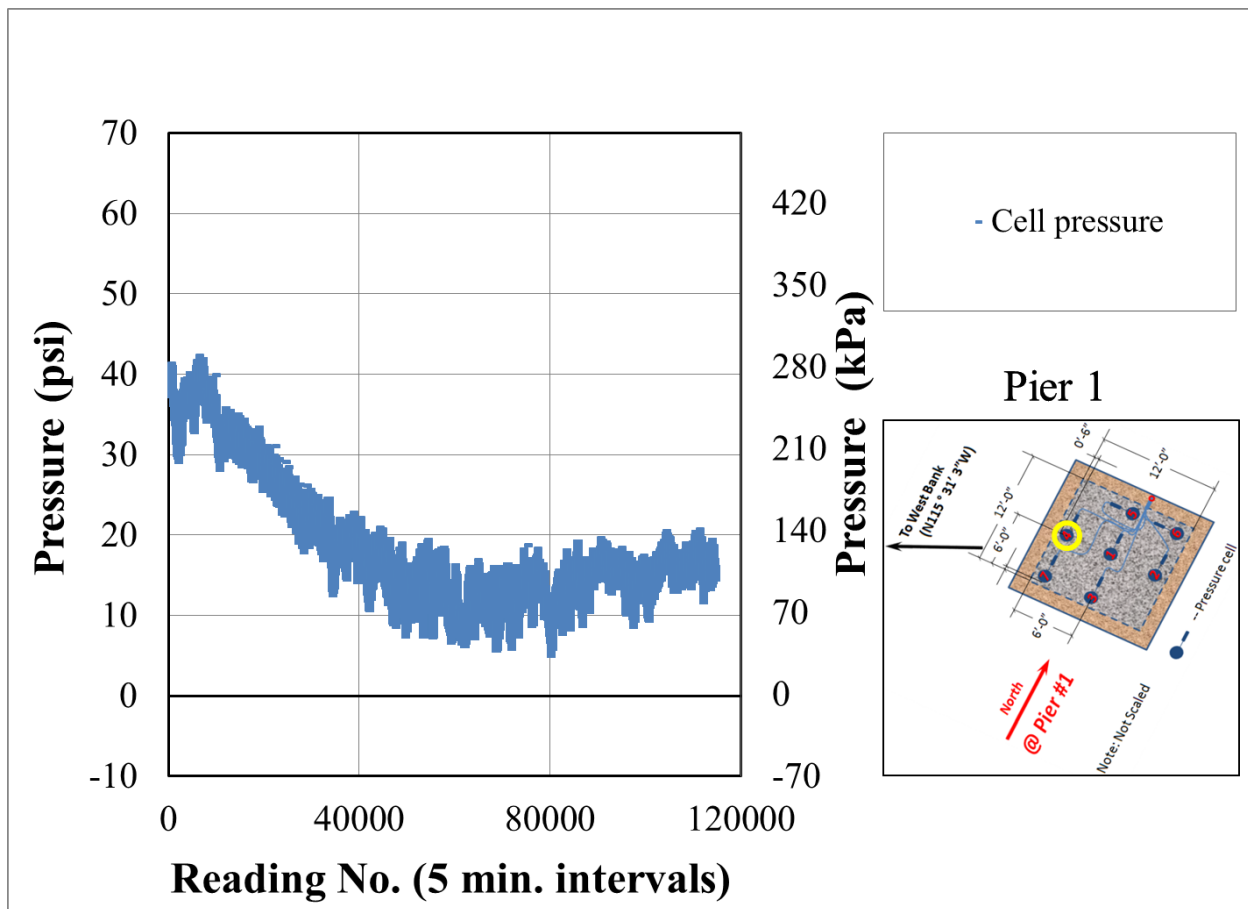 70
60
50
40
30
20
10
0
-10
Pressure (psi)
0
40000
80000
120000
Reading No. (5 min. intervals)
420
350
280
210
140
70
0
-70
Pressure (kPa)
Cell pressure
Pier 1
To West Bank
(N115 ° 31' 3"W)
0'-6"
12'-0"
12'-0"
6'-0"
6'-0"
-- Pressure cell
North
@ Pier #1
Note: Not Scaled